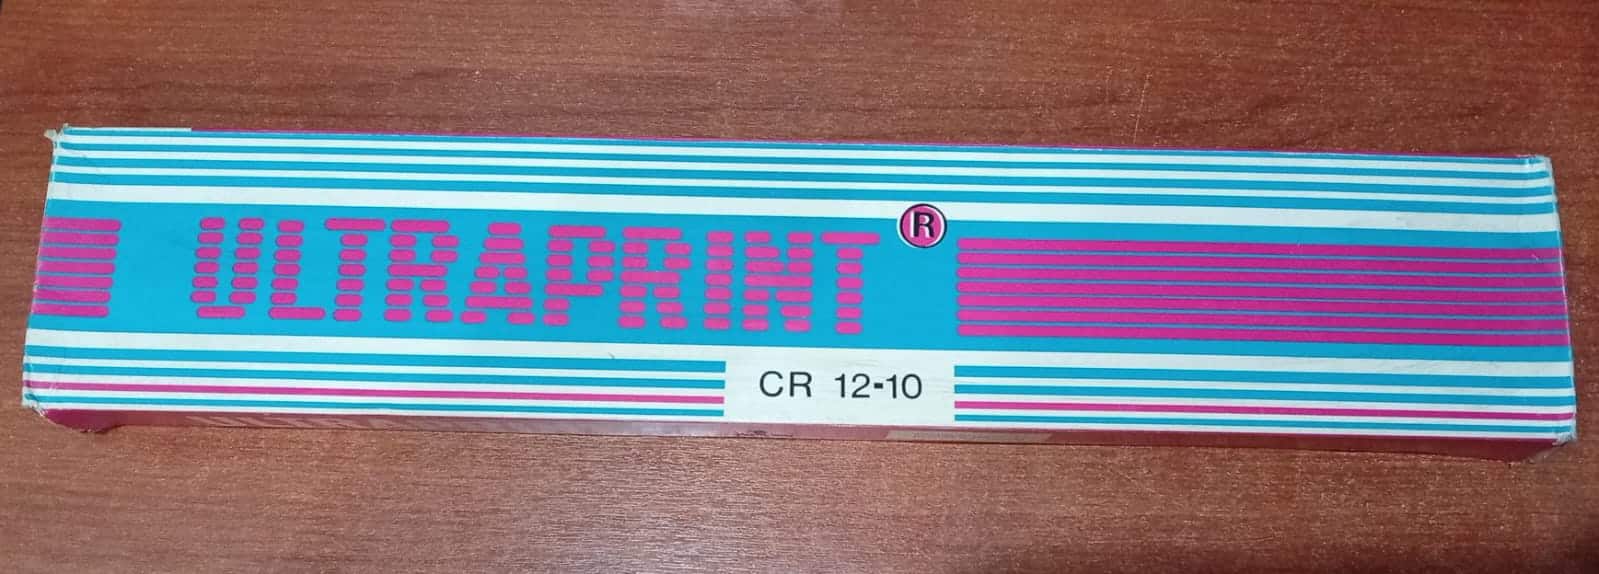 ULTRAPRINT ®
CR 12-10